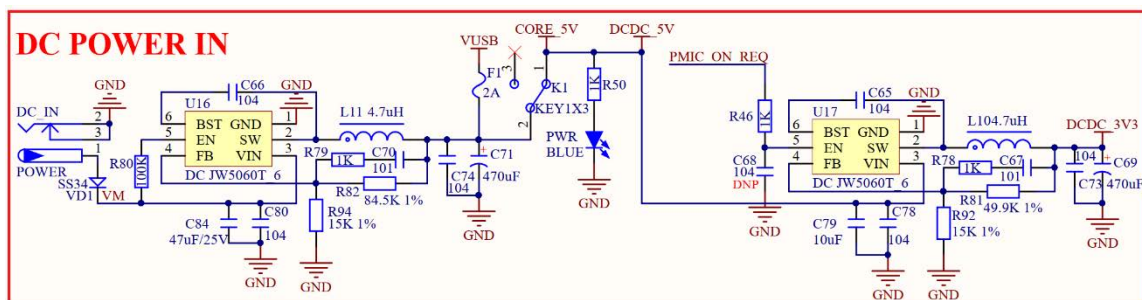 DC POWER IN
GND
DC_IN
2
3
1
POWER
SS34
VD1
VM
R80
100K
C66
104
U16
6
5
4
BST
EN
FB
GND
SW
VIN
1
2
3
DC JW5060T_6
GND
L11 4.7uH
R79
1K
C70
101
R82
84.5K 1%
R94
15K 1%
GND
C84
47uF/25V
C80
104
GND
C74
104
C71
470uF
GND
VUSB
F1
2A
3
1
2
K1
KEY1X3
CORE_5V
R50
1K
PWR
BLUE
GND
DCDC_5V
PMIC_ON_REQ
R46
1K
C68
104
DNP
GND
C65
104
U17
6
5
4
BST
EN
FB
GND
SW
VIN
1
2
3
DC JW5060T_6
GND
L104.7uH
R78
1K
C67
101
R81
49.9K 1%
R92
15K 1%
GND
C79
10uF
C78
104
GND
DCDC_3V3
104
C73
C69
470uF
GND